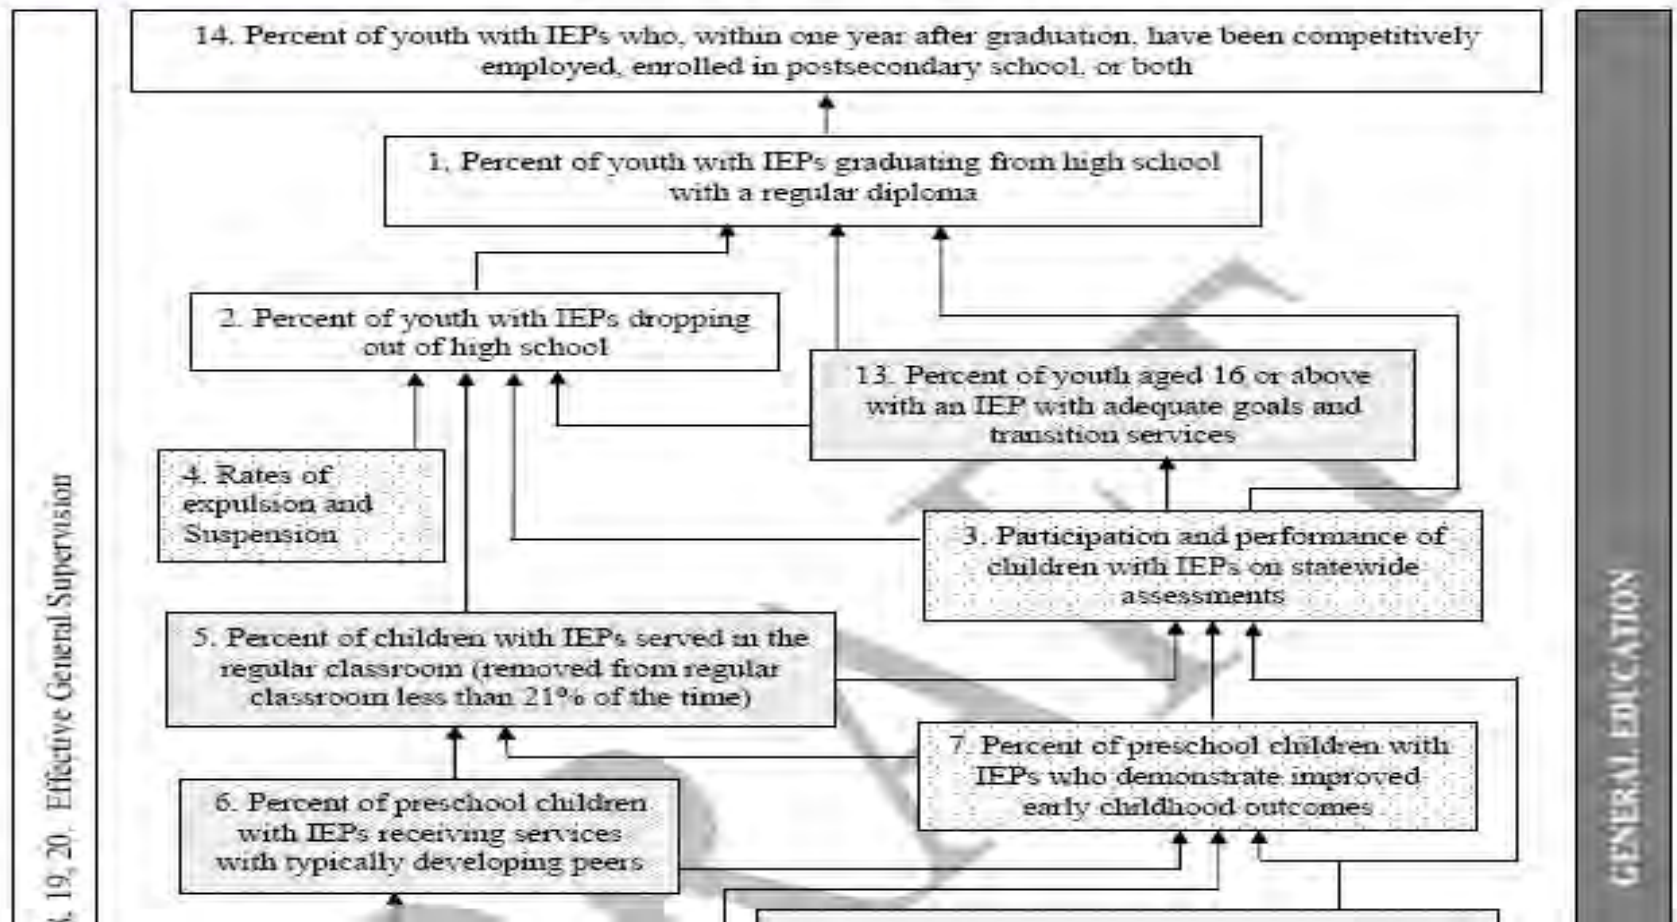 14. Percent of youth with IEPs who, within one year after graduation, have been competitively
employed, enrolled in postsecondary school, or both
1. Percent of youth with IEPs graduating from high school
with a regular diploma
2. Percent of youth with IEPs dropping
out of high school
13. Percent of youth aged 16 or above
with an IEP with adequate goals and
transition services
4. Rates of
expulsion and
Suspension
3. Participation and performance of
children with IEPs on statewide
assessments
5. Percent of children with IEPs served in the
regular classroom (removed from regular
classroom less than 21% of the time)
7. Percent of preschool children with
IEPs who demonstrate improved
early childhood outcomes
6. Percent of preschool children
with IEPs receiving services
with typically developing peers
19, 20. Effective General Supervision
GENERAL EDUCATION